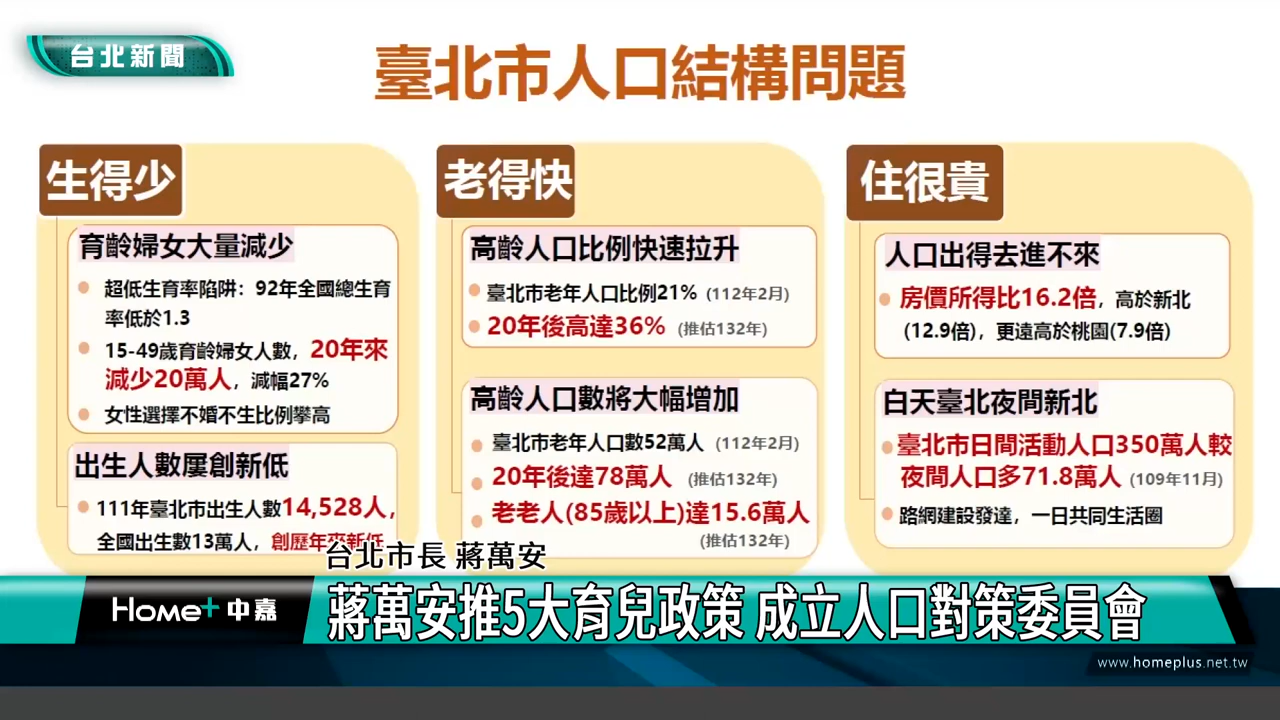 台北新聞
臺北市人口結構問題
生得少
育齡婦女大量減少
超低生育率陷阱：92年全國總生育
率低於1.3
15-49歲育齡婦女人數，20年來
減少20萬人，減幅27%
女性選擇不婚不生比例攀高
出生人數屢創新低
111年臺北市出生人數14,528人，
全國出生數13萬人，創歷年來新低
老得快
高齡人口比例快速拉升
臺北市老年人口比例21% (112年2月)
20年後高達36% (推估132年)
高齡人口數將大幅增加
臺北市老年人口數52萬人 (112年2月)
20年後達78萬人 (推估132年)
老老人(85歲以上)達15.6萬人
(推估132年)
住很貴
人口出得去進不來
房價所得比16.2倍，高於新北
(12.9倍)，更遠高於桃園(7.9倍)
白天臺北夜間新北
臺北市日間活動人口350萬人較
夜間人口多71.8萬人 (109年11月)
路網建設發達，一日共同生活圈
台北市長 蔣萬安
Home+中嘉
蔣萬安推5大育兒政策 成立人口對策委員會
www.homeplus.net.tw